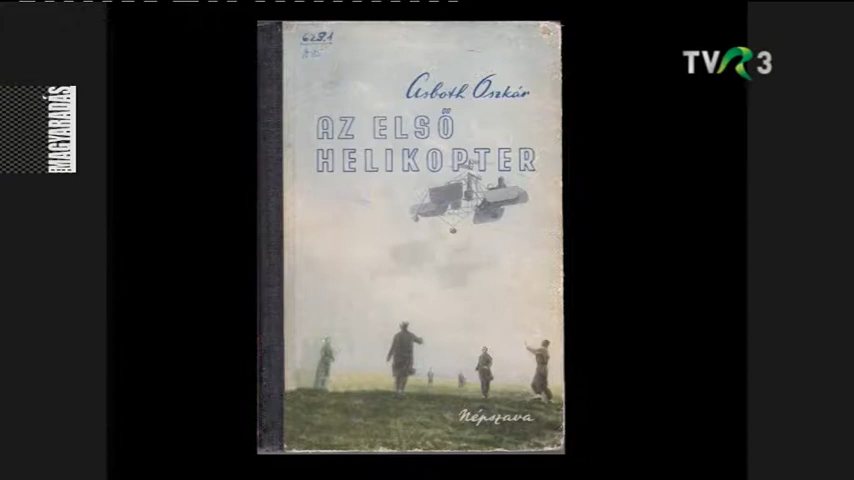 MAGYARADÁS
TVR3
Asboth Oszkár
AZ ELSŐ
HELIKOPTER
Népszava